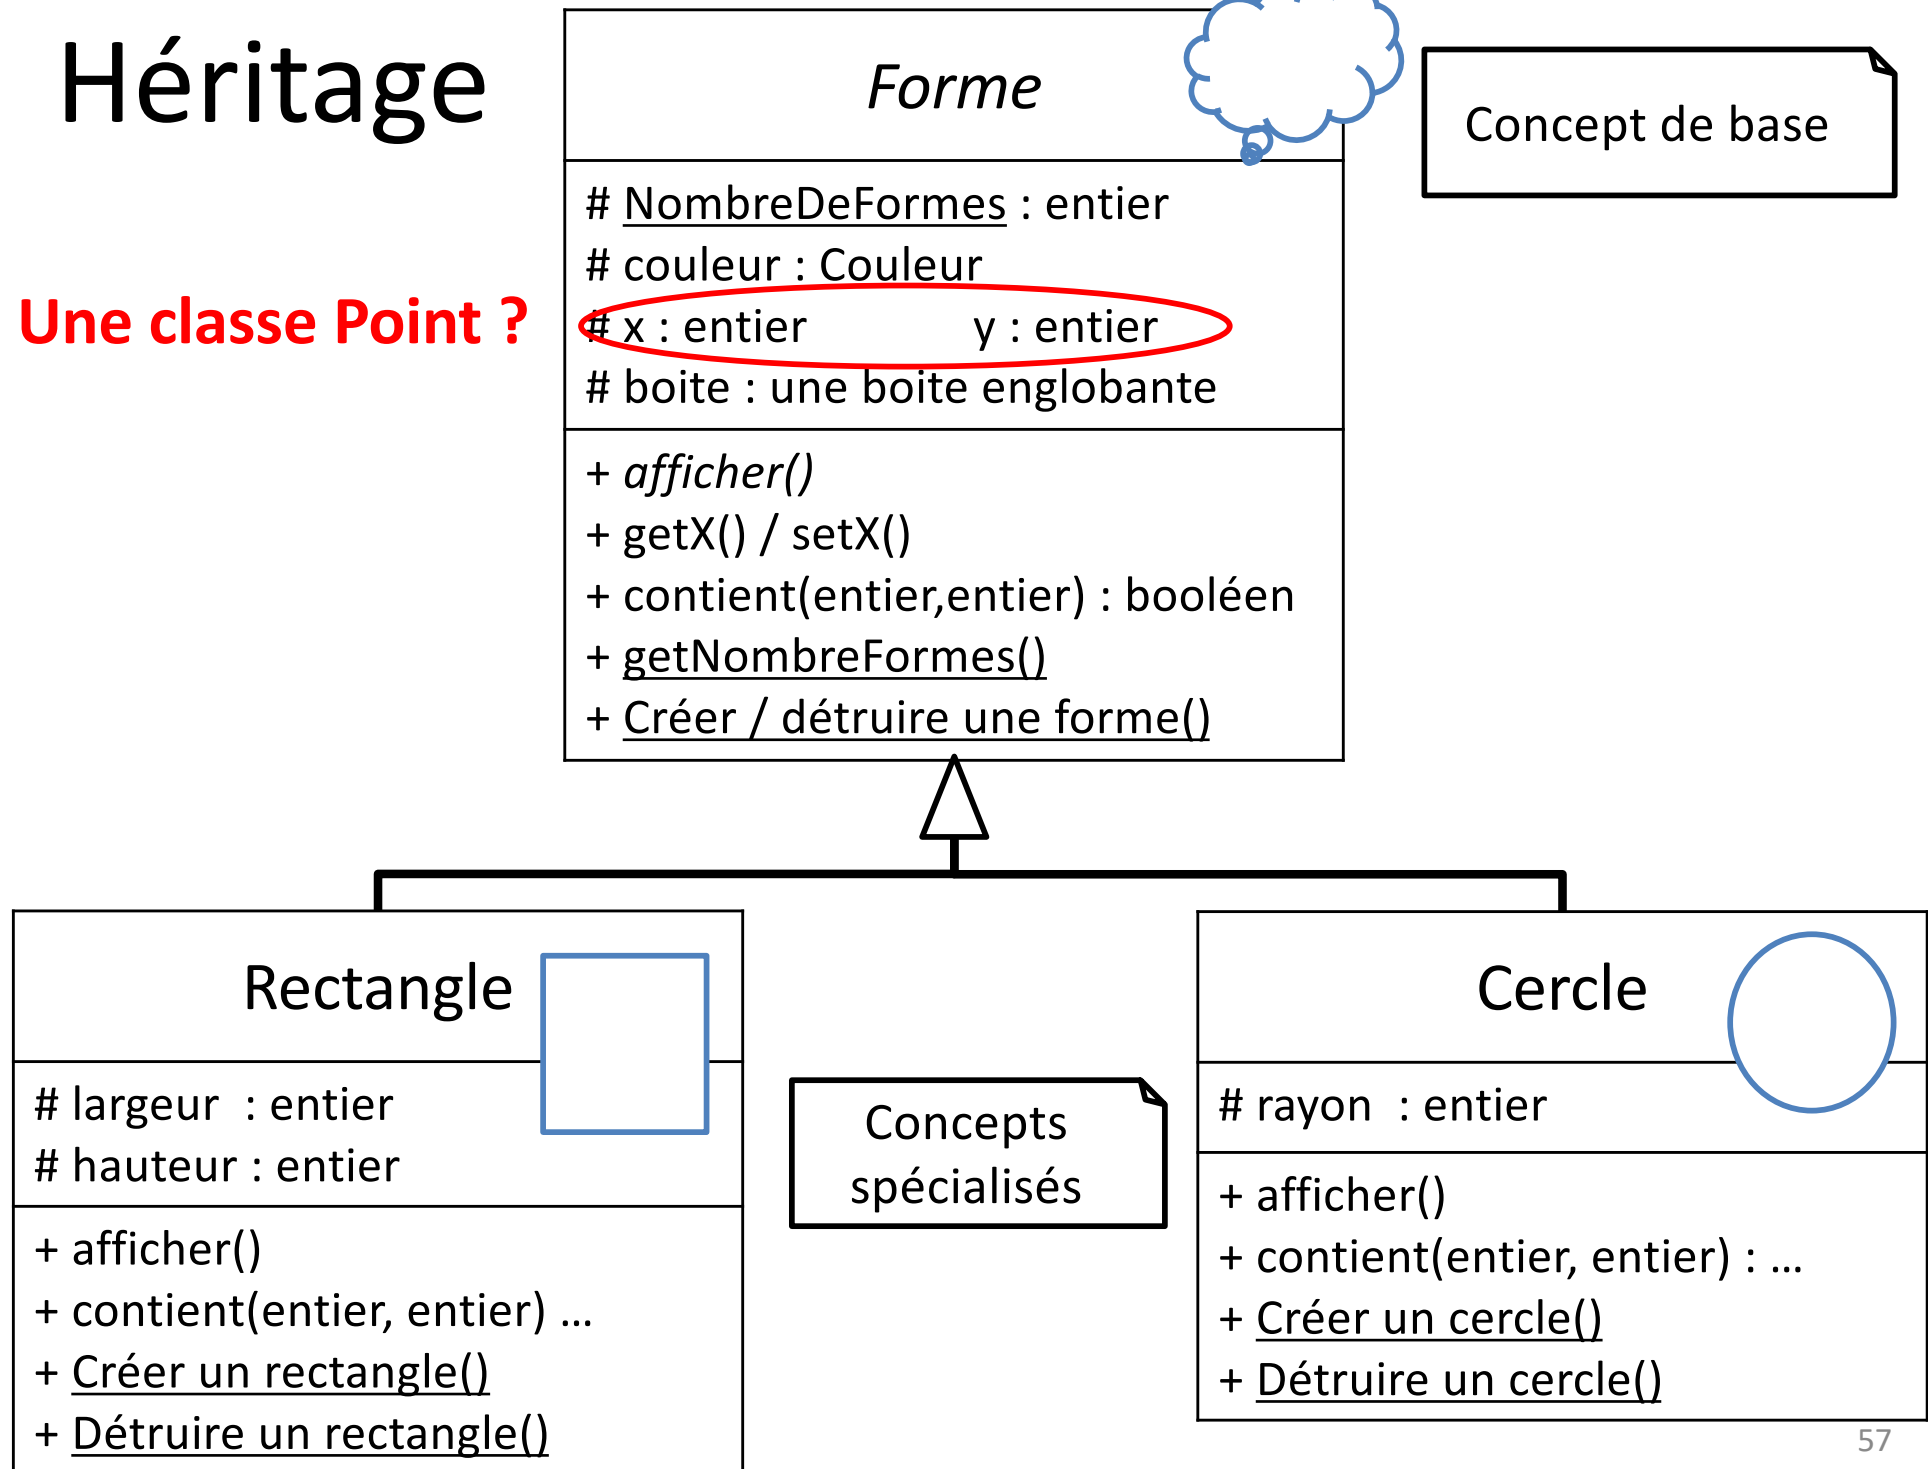 Héritage
Forme
Concept de base
# NombreDeFormes : entier
# couleur : Couleur
Une classe Point ?
# x : entier y : entier
# boite : une boite englobante
+ afficher()
+ getX() / setX()
+ contient(entier,entier) : booléen
+ getNombreFormes()
+ Créer / détruire une forme()
Rectangle
# largeur : entier
# hauteur : entier
+ afficher()
+ contient(entier, entier) ...
+ Créer un rectangle()
+ Détruire un rectangle()
Concepts
spécialisés
Cercle
# rayon : entier
+ afficher()
+ contient(entier, entier) : ...
+ Créer un cercle()
+ Détruire un cercle()
57